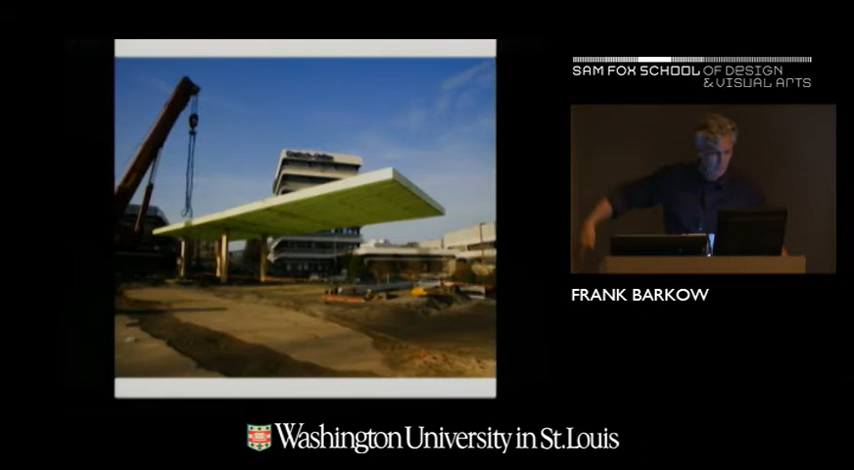 SAM FOX SCHOOL OF DESIGN
& VISUAL ARTS
FRANK BARKOW
Washington University in St. Louis